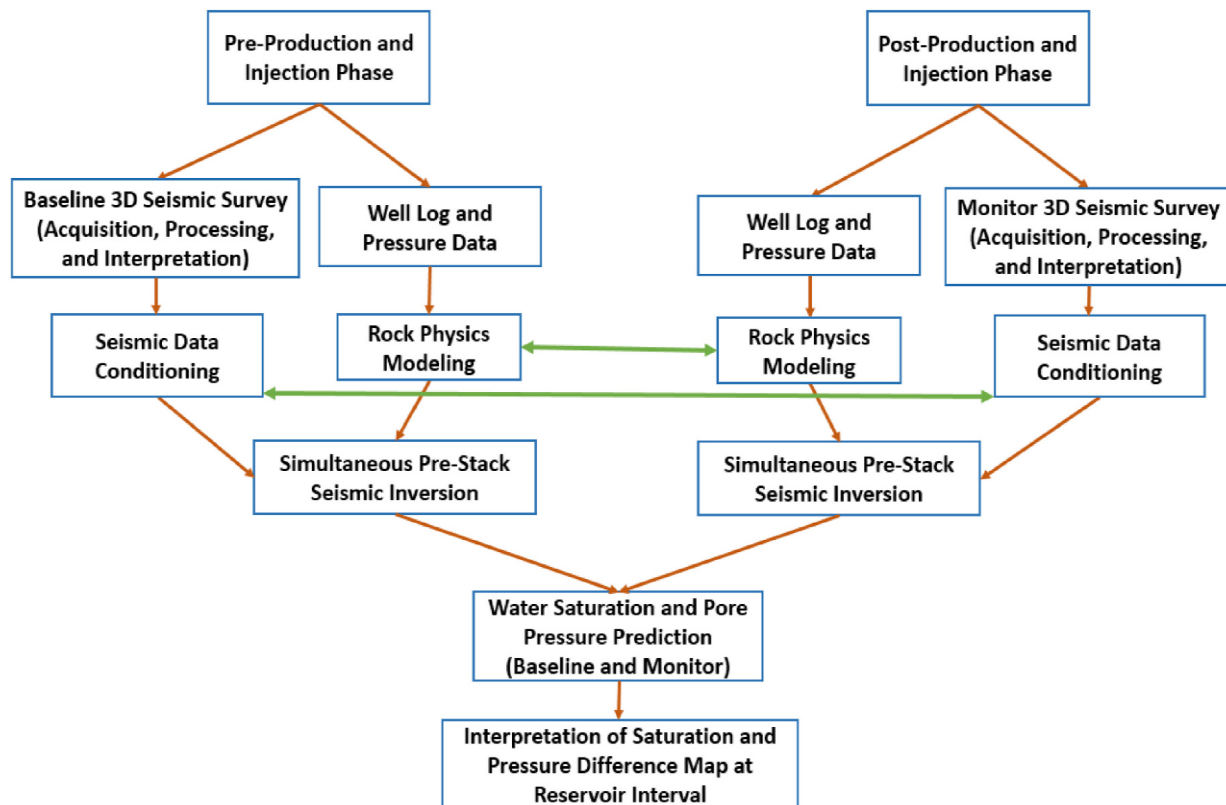 Pre-Production and
Injection Phase
Post-Production and
Injection Phase
Baseline 3D Seismic Survey
(Acquisition, Processing,
and Interpretation)
Well Log and
Pressure Data
Well Log and
Pressure Data
Monitor 3D Seismic Survey
(Acquisition, Processing,
and Interpretation)
Seismic Data
Conditioning
Rock Physics
Modeling
Rock Physics
Modeling
Seismic Data
Conditioning
Simultaneous Pre-Stack
Seismic Inversion
Simultaneous Pre-Stack
Seismic Inversion
Water Saturation and Pore
Pressure Prediction
(Baseline and Monitor)
Interpretation of Saturation and
Pressure Difference Map at
Reservoir Interval